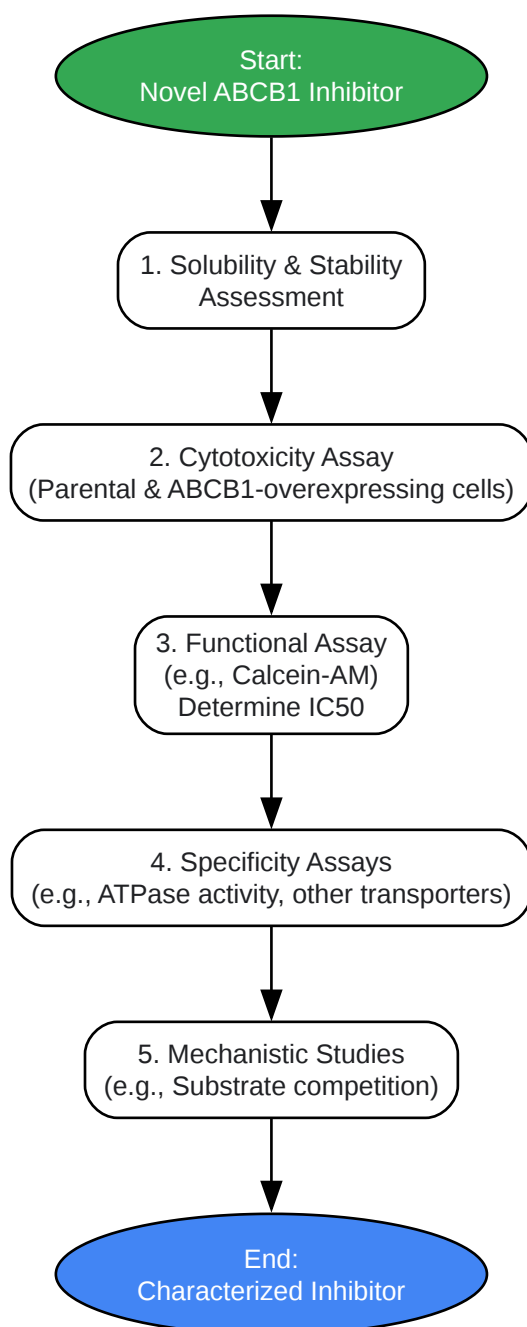 Start:
Novel ABCB1 Inhibitor
1. Solubility & Stability
Assessment
2. Cytotoxicity Assay
(Parental & ABCB1-overexpressing cells)
3. Functional Assay
(e.g., Calcein-AM)
Determine IC50
4. Specificity Assays
(e.g., ATPase activity, other transporters)
5. Mechanistic Studies
(e.g., Substrate competition)
End:
Characterized Inhibitor